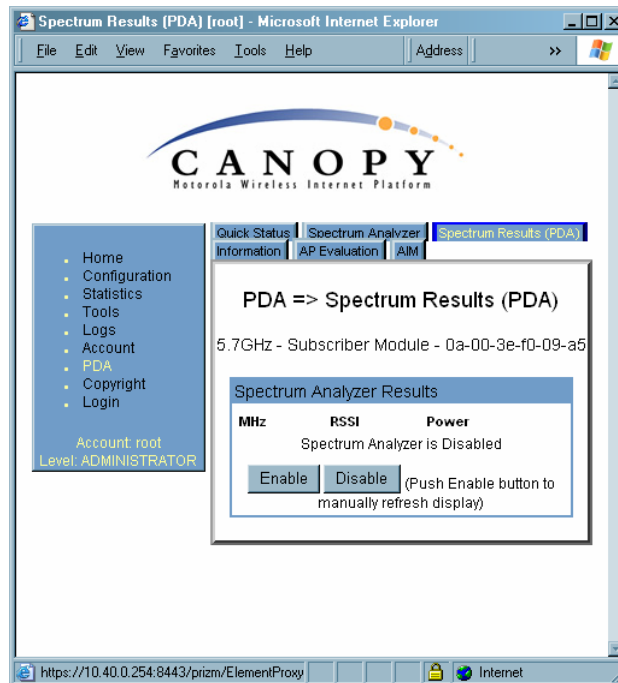 Spectrum Results (PDA) [root] - Microsoft Internet Explorer
File Edit View Favorites Tools Help Address »
CANOPY
Motorola Wireless Internet Platform
Quick Status Spectrum Analyzer Spectrum Results (PDA)
Information AP Evaluation AIM
Home
Configuration
Statistics
Tools
Logs
Account
PDA
Copyright
Login
Account: root
Level: ADMINISTRATOR
PDA => Spectrum Results (PDA)
5.7GHz - Subscriber Module - 0a-00-3e-f0-09-a5
Spectrum Analyzer Results
MHz RSSI Power
Spectrum Analyzer is Disabled
Enable Disable (Push Enable button to
manually refresh display)
https://10.40.0.254:8443/prizm/ElementProxy Internet